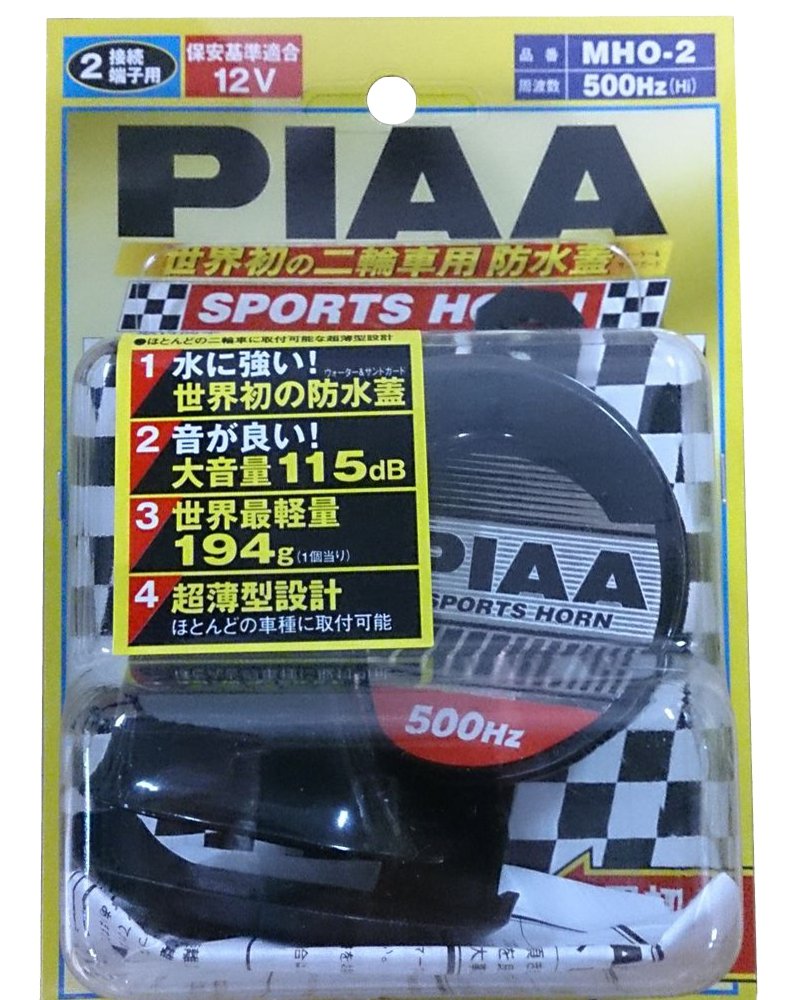 2 接続
端子用
保安基準適合
12V
品番 MHO-2
周波数 500Hz(Hi)
PIAA
世界初の二輪車用 防水蓋
SPORTS HORN
●ほとんどの二輪車に取付可能な超薄型設計
1 水に強い!
ウォーター&サンドガード
世界初の防水蓋
2 音が良い!
大音量115dB
3 世界最軽量
194g(1個当り)
4 超薄型設計
ほとんどの車種に取付可能
PIAA
SPORTS HORN
500Hz